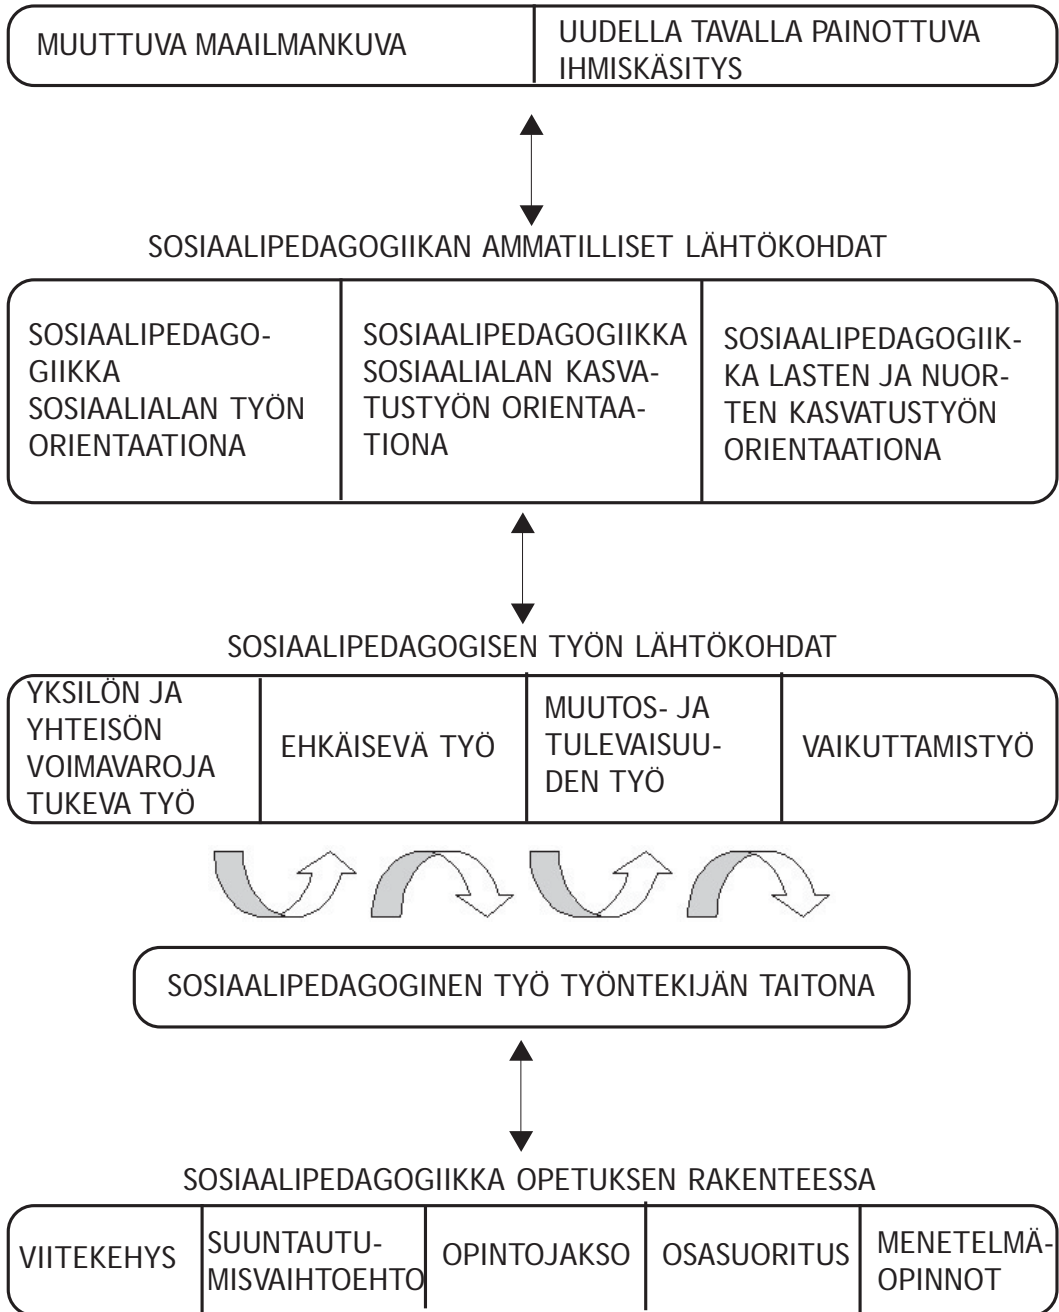 MUUTTUVA MAAILMANKUVA
UUDELLA TAVALLA PAINOTTUVA
IHMISKÄSITYS
SOSIAALIPEDAGOGIIKAN AMMATILLISET LÄHTÖKOHDAT
SOSIAALIPEDAGO-
GIIKKA
SOSIAALIALAN TYÖN
ORIENTAATIONA
SOSIAALIPEDAGOGIIKKA
SOSIAALIALAN KASVA-
TUSTYÖN ORIENTAA-
TIONA
SOSIAALIPEDAGOGIIK-
KA LASTEN JA NUOR-
TEN KASVATUSTYÖN
ORIENTAATIONA
SOSIAALIPEDAGOGISEN TYÖN LÄHTÖKOHDAT
YKSILÖN JA
YHTEISÖN
VOIMAVAROJA
TUKEVA TYÖ
EHKÄISEVÄ TYÖ
MUUTOS- JA
TULEVAISUU-
DEN TYÖ
VAIKUTTAMISTYÖ
SOSIAALIPEDAGOGINEN TYÖ TYÖNTEKIJÄN TAITONA
SOSIAALIPEDAGOGIIKKA OPETUKSEN RAKENTEESSA
VIITEKEHYS
SUUNTAUTU-
MISVAIHTOEHTO
OPINTOJAKSO
OSASUORITUS
MENETELMÄ-
OPINNOT